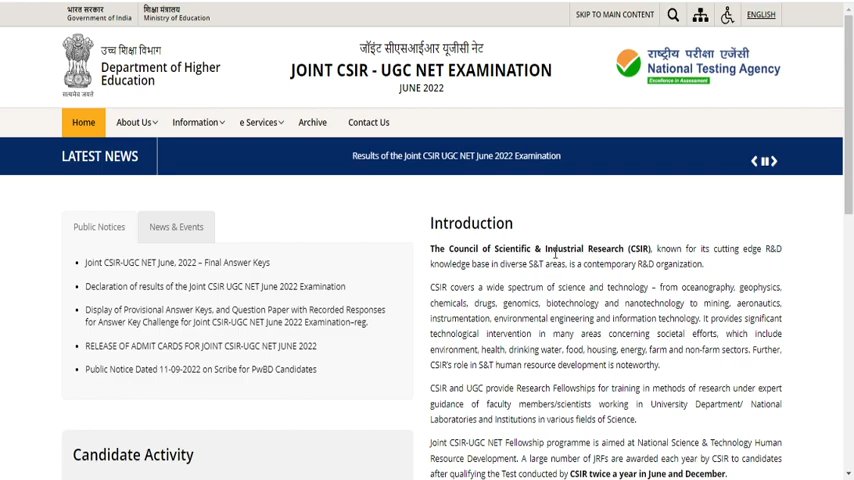 भारत सरकार
Government of India
शिक्षा मंत्रालय
Ministry of Education
SKIP TO MAIN CONTENT
ENGLISH
सत्यमेव जयते
उच्च शिक्षा विभाग
Department of Higher
Education
जॉइंट सीएसआईआर यूजीसी नेट
JOINT CSIR - UGC NET EXAMINATION
JUNE 2022
राष्ट्रीय परीक्षा एजेंसी
National Testing Agency
Excellence in Assessment
Home
About Us
Information
e Services
Archive
Contact Us
LATEST NEWS
Results of the Joint CSIR UGC NET June 2022 Examination
Public Notices
News & Events
Joint CSIR-UGC NET June, 2022 – Final Answer Keys
Declaration of results of the Joint CSIR UGC NET June 2022 Examination
Display of Provisional Answer Keys, and Question Paper with Recorded Responses
for Answer Key Challenge for Joint CSIR-UGC NET June 2022 Examination–reg.
RELEASE OF ADMIT CARDS FOR JOINT CSIR-UGC NET JUNE 2022
Public Notice Dated 11-09-2022 on Scribe for PwBD Candidates
Candidate Activity
Introduction
The Council of Scientific & Industrial Research (CSIR), known for its cutting edge R&D
knowledge base in diverse S&T areas, is a contemporary R&D organization.
CSIR covers a wide spectrum of science and technology – from oceanography, geophysics,
chemicals, drugs, genomics, biotechnology and nanotechnology to mining, aeronautics,
instrumentation, environmental engineering and information technology. It provides significant
technological intervention in many areas concerning societal efforts, which include
environment, health, drinking water, food, housing, energy, farm and non-farm sectors. Further,
CSIR's role in S&T human resource development is noteworthy.
CSIR and UGC provide Research Fellowships for training in methods of research under expert
guidance of faculty members/scientists working in University Department/ National
Laboratories and Institutions in various fields of Science.
Joint CSIR-UGC NET Fellowship programme is aimed at National Science & Technology Human
Resource Development. A large number of JRFs are awarded each year by CSIR to candidates
after qualifying the Test conducted by CSIR twice a year in June and December.